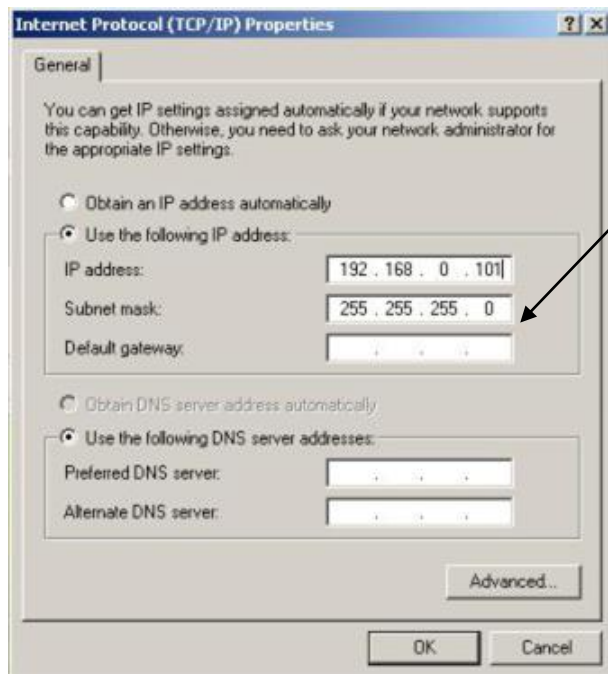 Internet Protocol (TCP/IP) Properties
General
You can get IP settings assigned automatically if your network supports
this capability. Otherwise, you need to ask your network administrator for
the appropriate IP settings.
Obtain an IP address automatically
Use the following IP address:
IP address: 192 . 168 . 0 . 101
Subnet mask: 255 . 255 . 255 . 0
Default gateway: . . .
Obtain DNS server address automatically
Use the following DNS server addresses:
Preferred DNS server: . . .
Alternate DNS server: . . .
Advanced...
OK Cancel